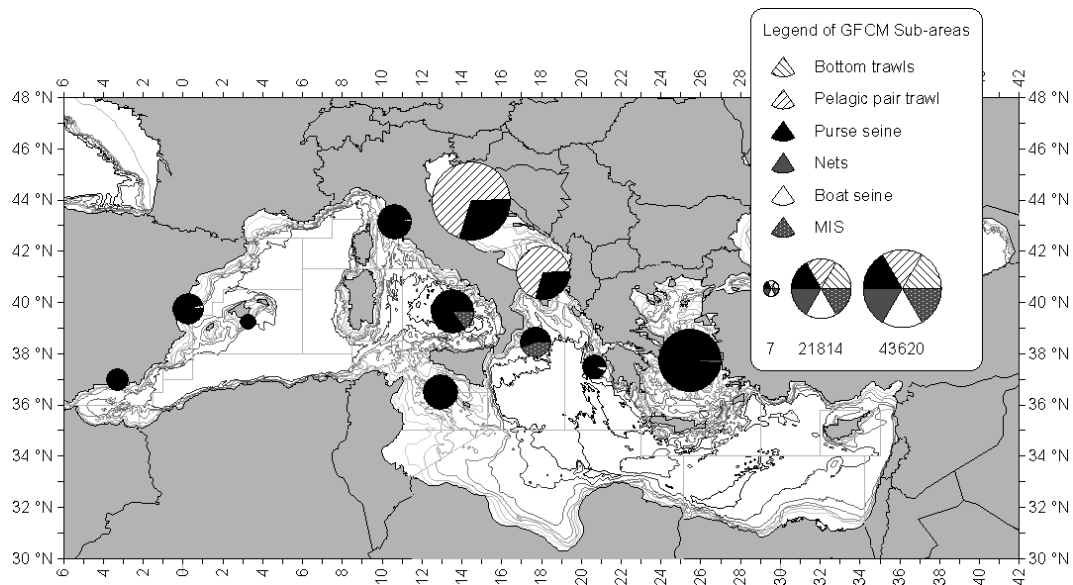 Legend of GFCM Sub-areas
Bottom trawls
Pelagic pair trawl
Purse seine
Nets
Boat seine
MIS
7 21814 43620
6 4 2 0 2 4 6 8 10 12 14 16 18 20 22 24 26 28 42
48 °N 48 °N
46 °N 46 °N
44 °N 44 °N
42 °N 42 °N
40 °N 40 °N
38 °N 38 °N
36 °N 36 °N
34 °N 34 °N
32 °N 32 °N
30 °N 30 °N
6 4 2 0 2 4 6 8 10 12 14 16 18 20 22 24 26 28 30 32 34 36 38 40 42